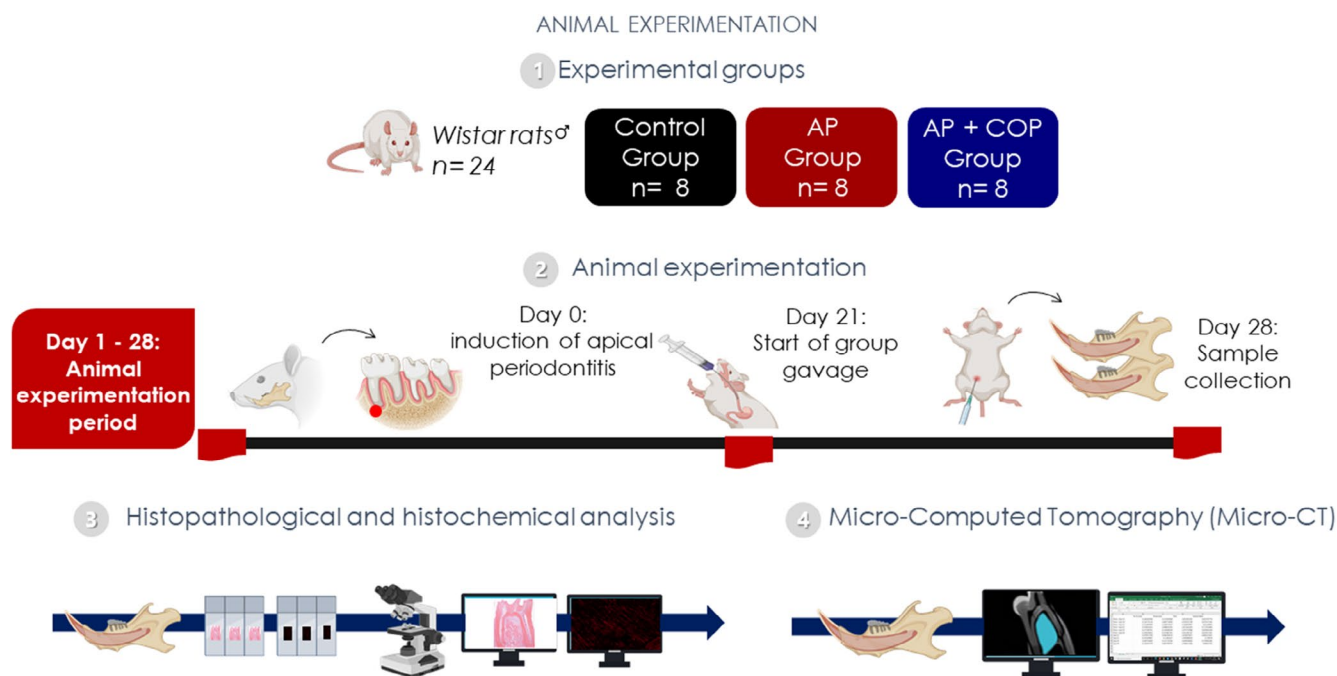 ANIMAL EXPERIMENTATION
1 Experimental groups
Wistar rats♂
n= 24
Control
Group
n= 8
AP
Group
n= 8
AP + COP
Group
n= 8
2 Animal experimentation
Day 1 - 28:
Animal
experimentation
period
Day 0:
induction of apical
periodontitis
Day 21:
Start of group
gavage
Day 28:
Sample
collection
3 Histopathological and histochemical analysis
4 Micro-Computed Tomography (Micro-CT)